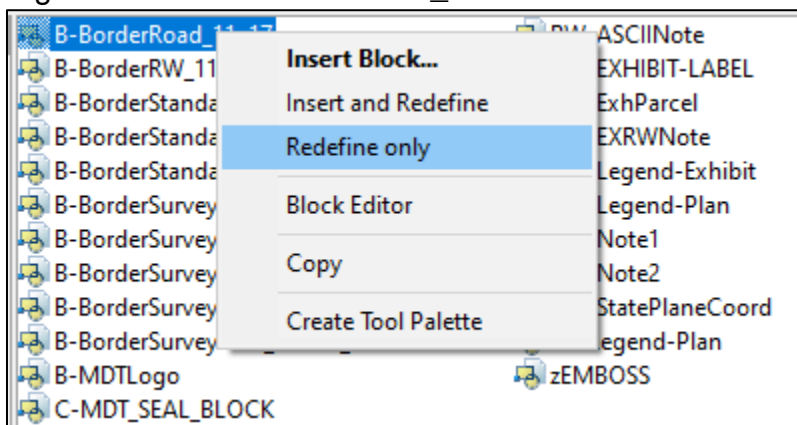 B-BorderRoad_11_17
B-BorderRW_11
B-BorderStanda
B-BorderStanda
B-BorderStanda
B-BorderSurvey
B-BorderSurvey
B-BorderSurvey
B-BorderSurvey
B-BorderSurvey
B-MDTLogo
C-MDT_SEAL_BLOCK
Insert Block...
Insert and Redefine
Redefine only
Block Editor
Copy
Create Tool Palette
ASCIINote
EXHIBIT-LABEL
ExhParcel
EXRWNote
Legend-Exhibit
Legend-Plan
Note1
Note2
StatePlaneCoord
egend-Plan
zEMBOSS